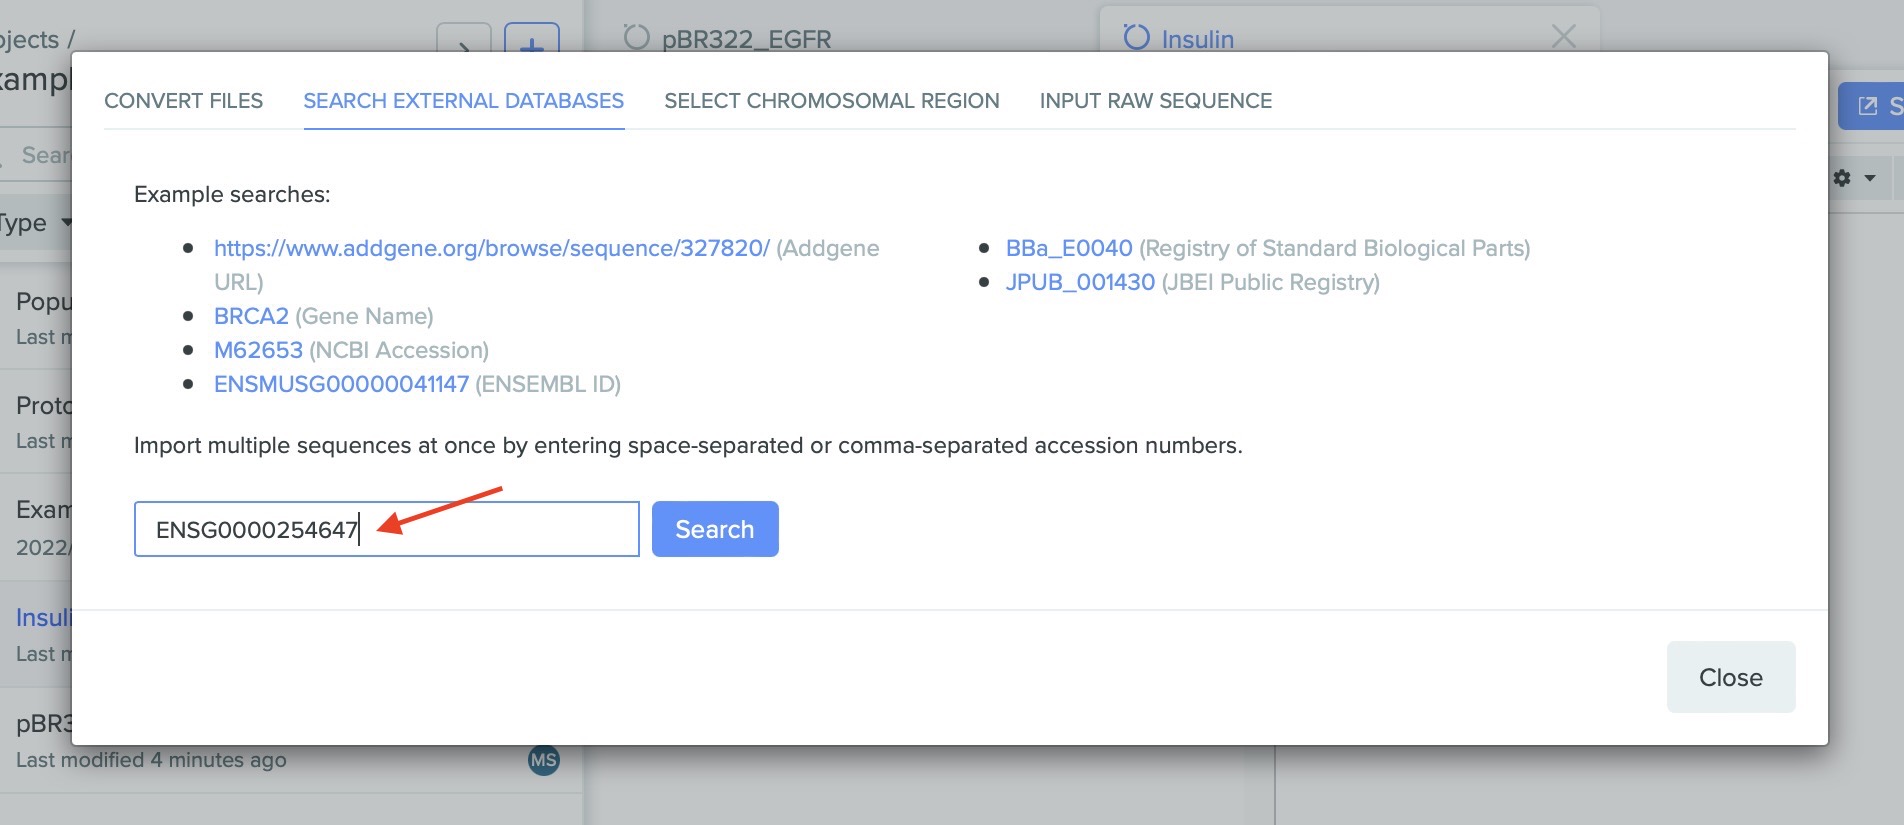 ojects /
pBR322_EGFR
Insulin
CONVERT FILES
SEARCH EXTERNAL DATABASES
SELECT CHROMOSOMAL REGION
INPUT RAW SEQUENCE
Type
Example searches:
https://www.addgene.org/browse/sequence/327820/ (Addgene
URL)
BRCA2 (Gene Name)
M62653 (NCBI Accession)
ENSMUSG00000041147 (ENSEMBL ID)
BBa_E0040 (Registry of Standard Biological Parts)
JPUB_001430 (JBEI Public Registry)
Import multiple sequences at once by entering space-separated or comma-separated accession numbers.
ENSG0000254647
Search
Close
Popu
Last m
Proto
Last m
Exam
2022/
Insuli
Last m
pBR3
Last modified 4 minutes ago
MS